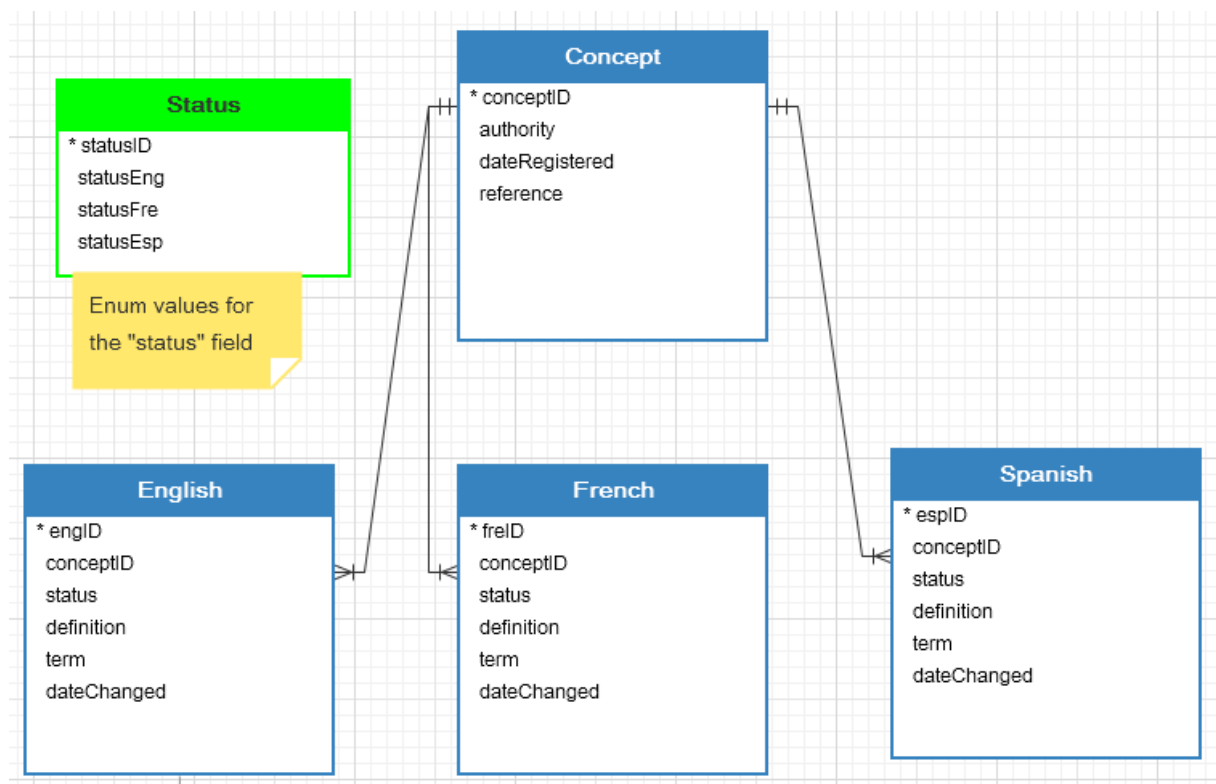 Concept
* conceptID
authority
dateRegistered
reference
Status
* statusID
statusEng
statusFre
statusEsp
Enum values for
the "status" field
English
* engID
conceptID
status
definition
term
dateChanged
French
* freID
conceptID
status
definition
term
dateChanged
Spanish
* espID
conceptID
status
definition
term
dateChanged